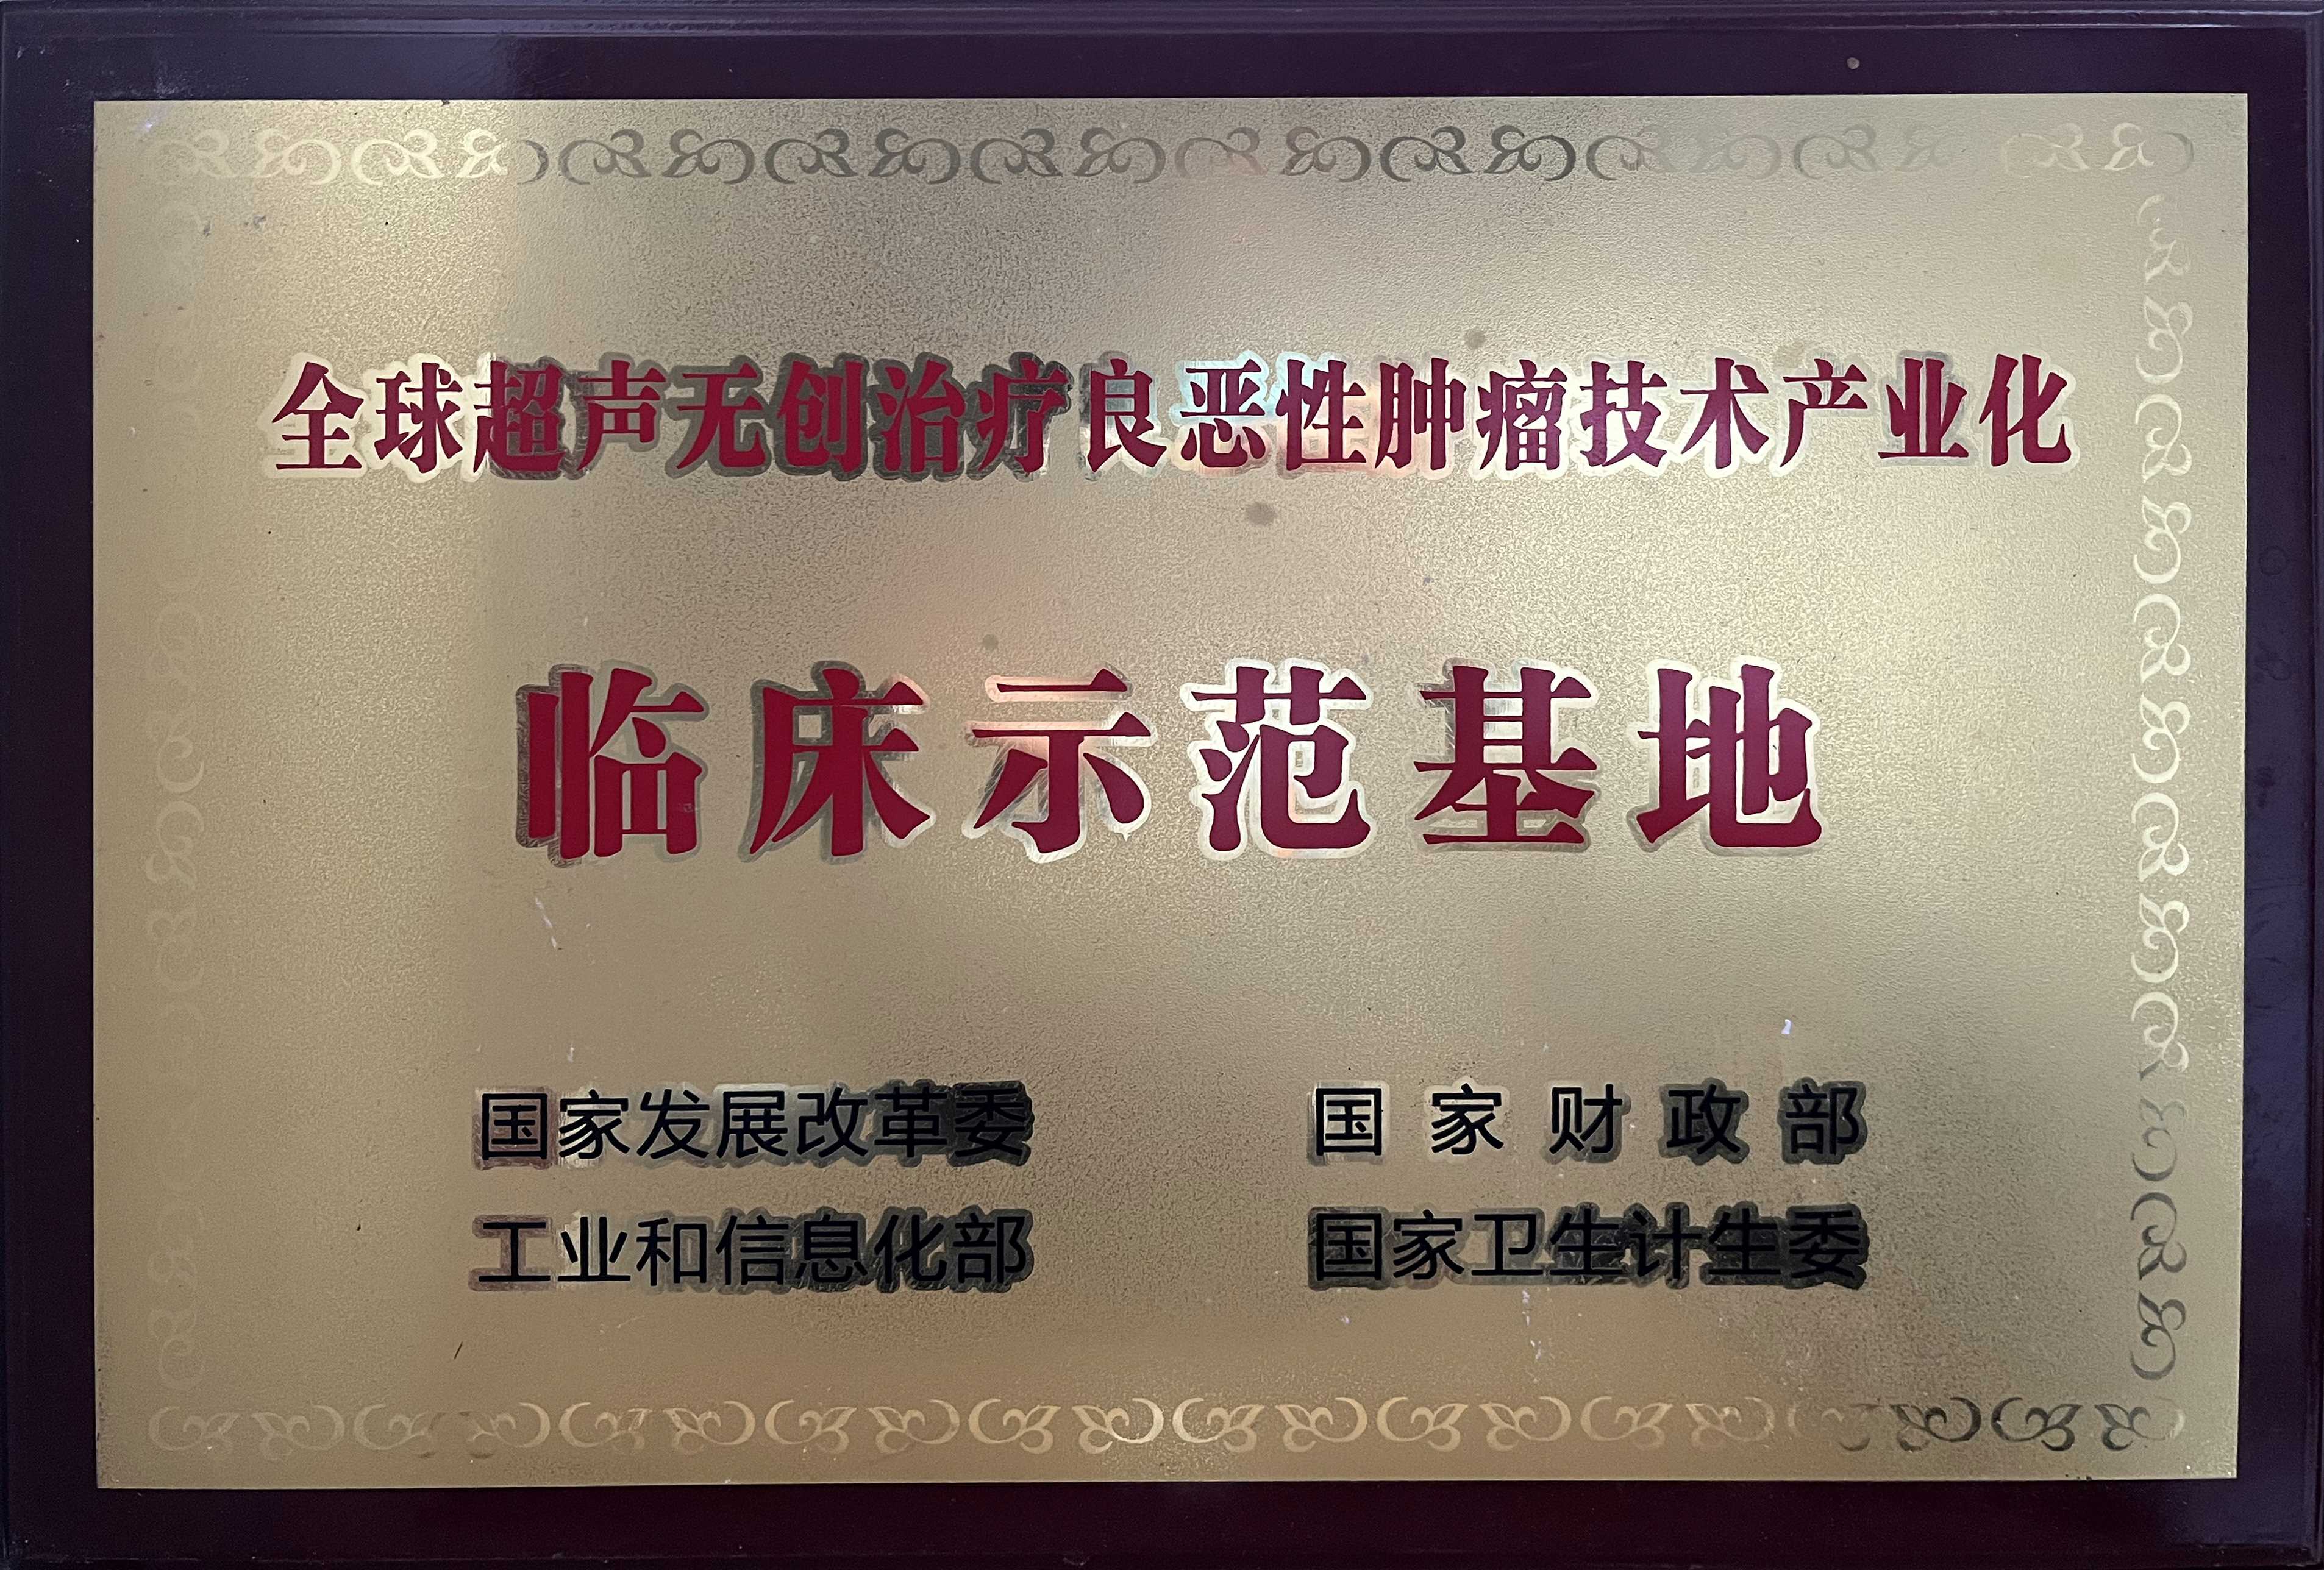 全球超声无创治疗良恶性肿瘤技术产业化
临床示范基地
国家发展改革委 国家财政部
工业和信息化部 国家卫生计生委